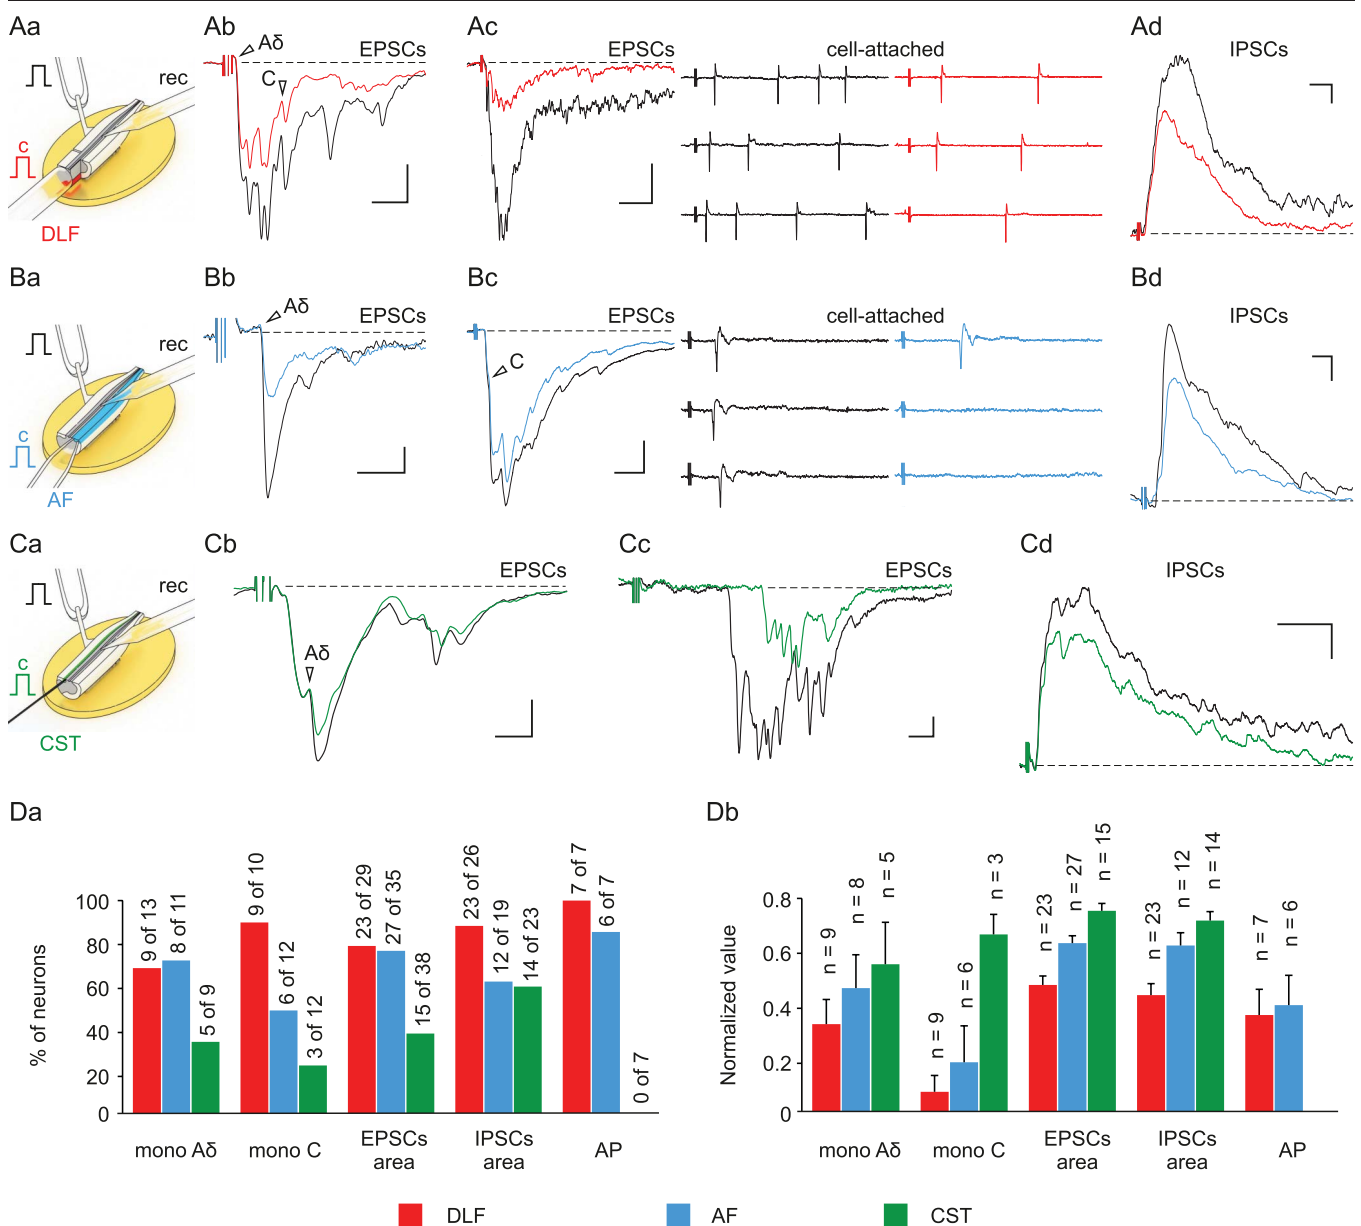 Aa
rec
c
DLF
Ab
Aδ
EPSCs
C
Ac
EPSCs
cell-attached
Ad
IPSCs
Ba
rec
c
AF
Bb
Aδ
EPSCs
Bc
EPSCs
C
cell-attached
Bd
IPSCs
Ca
rec
c
CST
Cb
EPSCs
Aδ
Cc
EPSCs
Cd
IPSCs
Da
% of neurons
100
80
60
40
20
0
9 of 13
8 of 11
5 of 9
9 of 10
6 of 12
3 of 12
23 of 29
27 of 35
15 of 38
23 of 26
12 of 19
14 of 23
7 of 7
6 of 7
0 of 7
mono Aδ
mono C
EPSCs
area
IPSCs
area
AP
Db
Normalized value
0.8
0.6
0.4
0.2
0
n = 9
n = 8
n = 5
n = 9
n = 6
n = 3
n = 23
n = 27
n = 15
n = 23
n = 12
n = 14
n = 7
n = 6
mono Aδ
mono C
EPSCs
area
IPSCs
area
AP
DLF
AF
CST